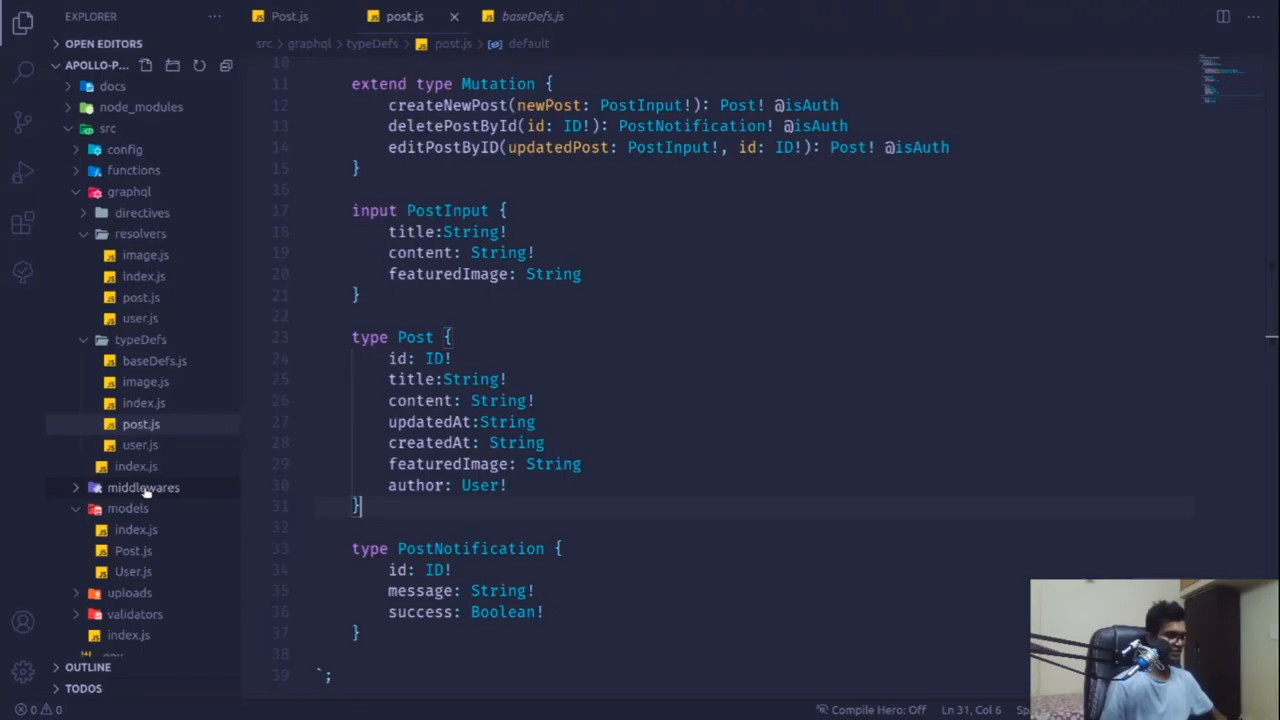 EXPLORER
OPEN EDITORS
APOLLO-P...
docs
node_modules
src
config
functions
graphql
directives
resolvers
image.js
index.js
post.js
user.js
typeDefs
baseDefs.js
image.js
index.js
post.js
user.js
index.js
middlewares
models
index.js
Post.js
User.js
uploads
validators
index.js
OUTLINE
TODOS
Post.js
post.js
baseDefs.js
src > graphql > typeDefs > post.js > default
10
11 extend type Mutation {
12 createNewPost(newPost: PostInput!): Post! @isAuth
13 deletePostById(id: ID!): PostNotification! @isAuth
14 editPostByID(updatedPost: PostInput!, id: ID!): Post! @isAuth
15 }
16
17 input PostInput {
18 title:String!
19 content: String!
20 featuredImage: String
21 }
22
23 type Post {
24 id: ID!
25 title:String!
26 content: String!
27 updatedAt:String
28 createdAt: String
29 featuredImage: String
30 author: User!
31 }
32
33 type PostNotification {
34 id: ID!
35 message: String!
36 success: Boolean!
37 }
38
39 `;
0 0
Compile Hero: Off
Ln 31, Col 6